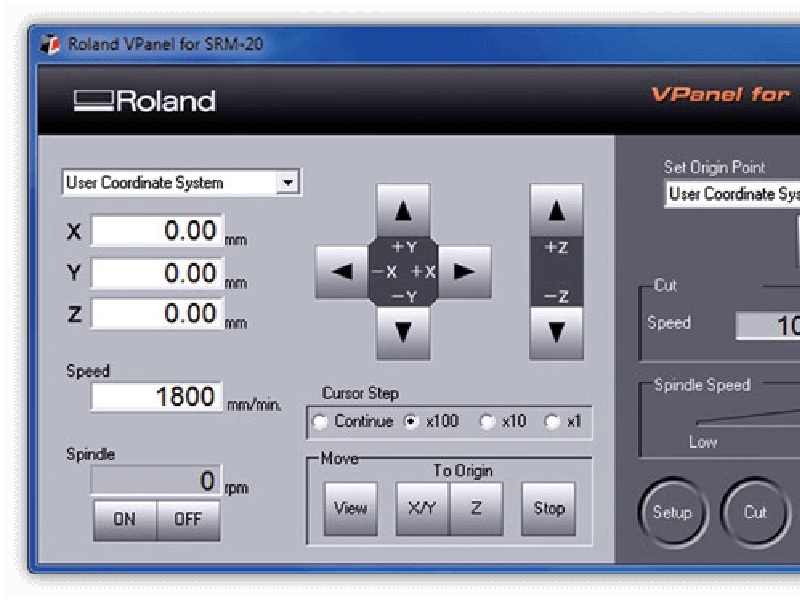 Roland VPanel for SRM-20
Roland
VPanel for
User Coordinate System
X 0.00 mm
Y 0.00 mm
Z 0.00 mm
Speed
1800 mm/min.
Spindle
0 rpm
ON OFF
+Y
-X +X
-Y
+Z
-Z
Cursor Step
Continue x100 x10 x1
Move
To Origin
View X/Y Z Stop
Set Origin Point
User Coordinate Sys
Cut
Speed 10
Spindle Speed
Low
Setup Cut